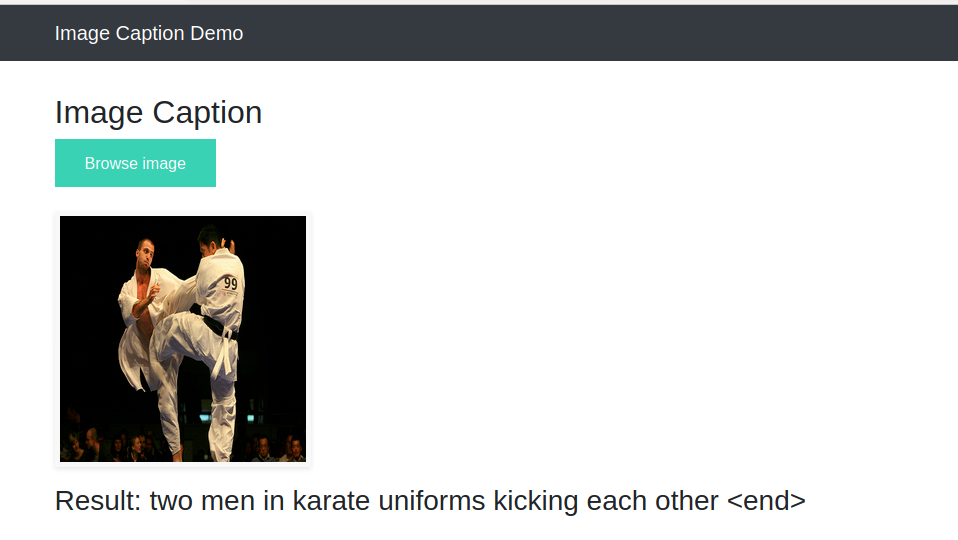 Image Caption Demo
Image Caption
Browse image
99
Result: two men in karate uniforms kicking each other <end>